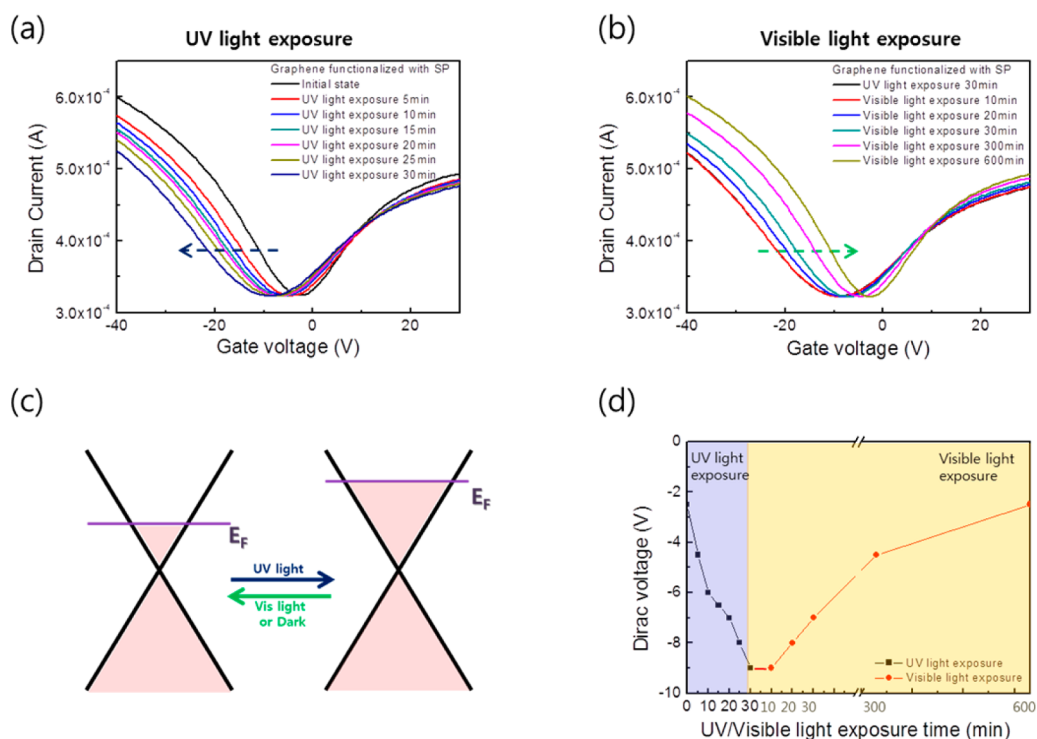 (a)
UV light exposure
Graphene functionalized with SP
Initial state
UV light exposure 5min
UV light exposure 10min
UV light exposure 15min
UV light exposure 20min
UV light exposure 25min
UV light exposure 30min
6.0x10⁻⁴
5.0x10⁻⁴
4.0x10⁻⁴
3.0x10⁻⁴
Drain Current (A)
-40 -20 0 20
Gate voltage (V)
(b)
Visible light exposure
Graphene functionalized with SP
UV light exposure 30min
Visible light exposure 10min
Visible light exposure 20min
Visible light exposure 30min
Visible light exposure 300min
Visible light exposure 600min
6.0x10⁻⁴
5.0x10⁻⁴
4.0x10⁻⁴
3.0x10⁻⁴
Drain Current (A)
-40 -20 0 20
Gate voltage (V)
(c)
E_F
UV light
Vis light
or Dark
E_F
(d)
UV light
exposure
Visible light
exposure
0
-2
-4
-6
-8
-10
Dirac voltage (V)
UV light exposure
Visible light exposure
0 10 20 30 10 20 30 300 600
UV/Visible light exposure time (min)